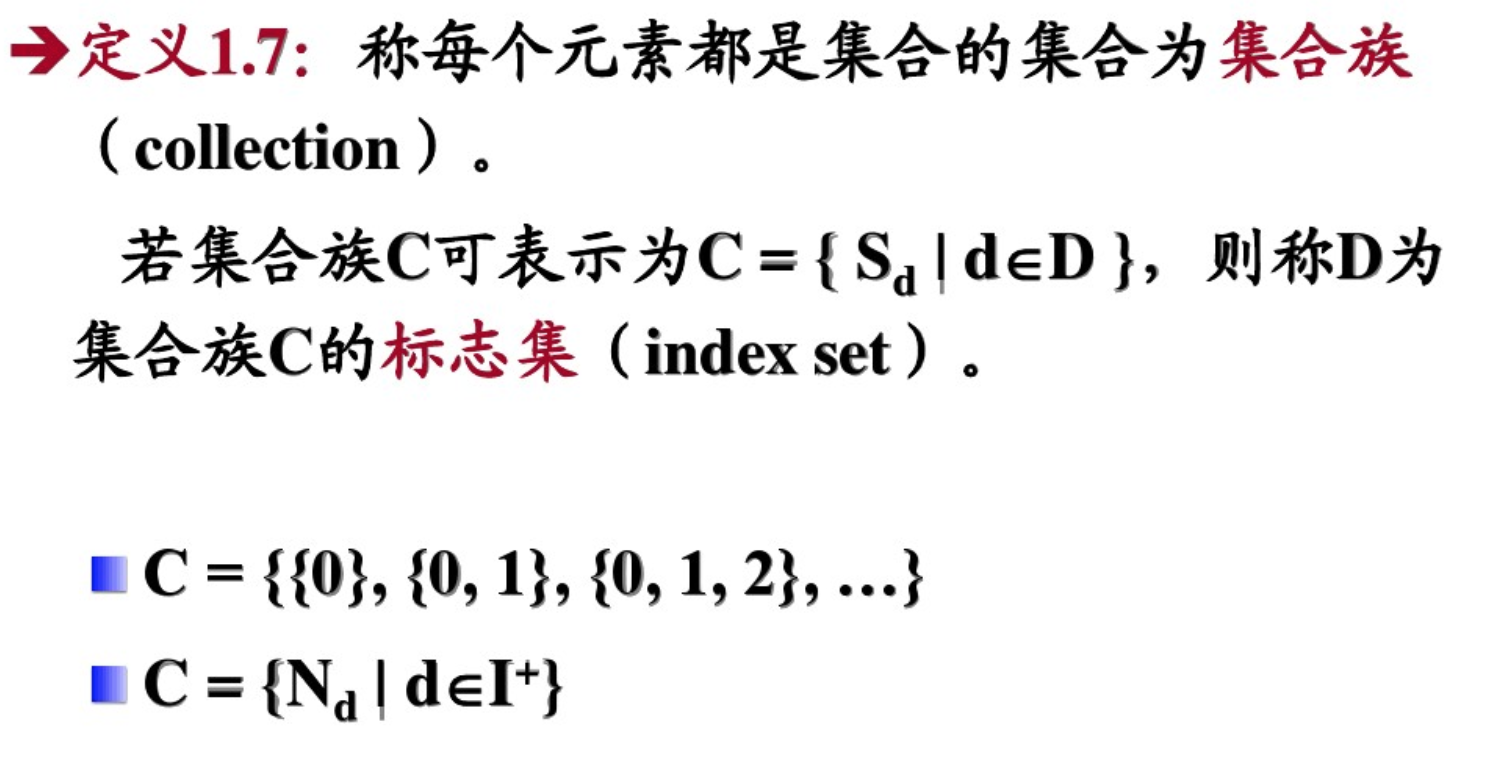 ➔定义1.7：称每个元素都是集合的集合为集合族
（collection）。
若集合族C可表示为C = { S_d | d∈D }，则称D为
集合族C的标志集（index set）。
C = {{0}, {0, 1}, {0, 1, 2}, …}
C = {N_d | d∈I⁺}